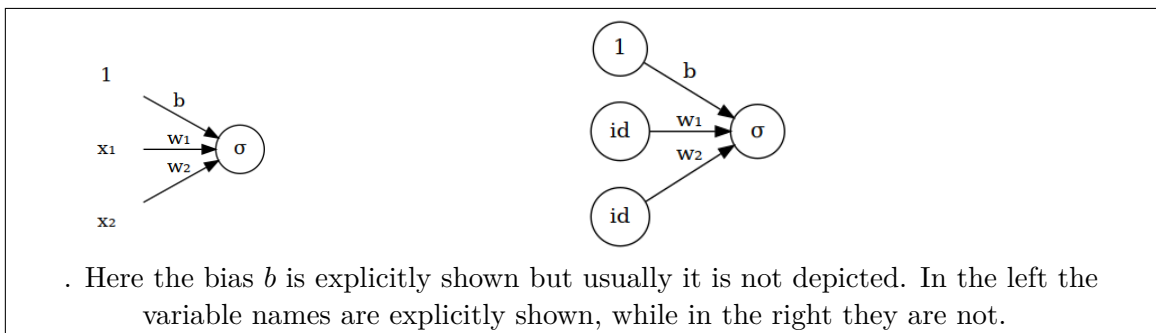 1
b
x₁
w₁
σ
w₂
x₂
1
b
id
w₁
σ
w₂
id
. Here the bias b is explicitly shown but usually it is not depicted. In the left the
variable names are explicitly shown, while in the right they are not.